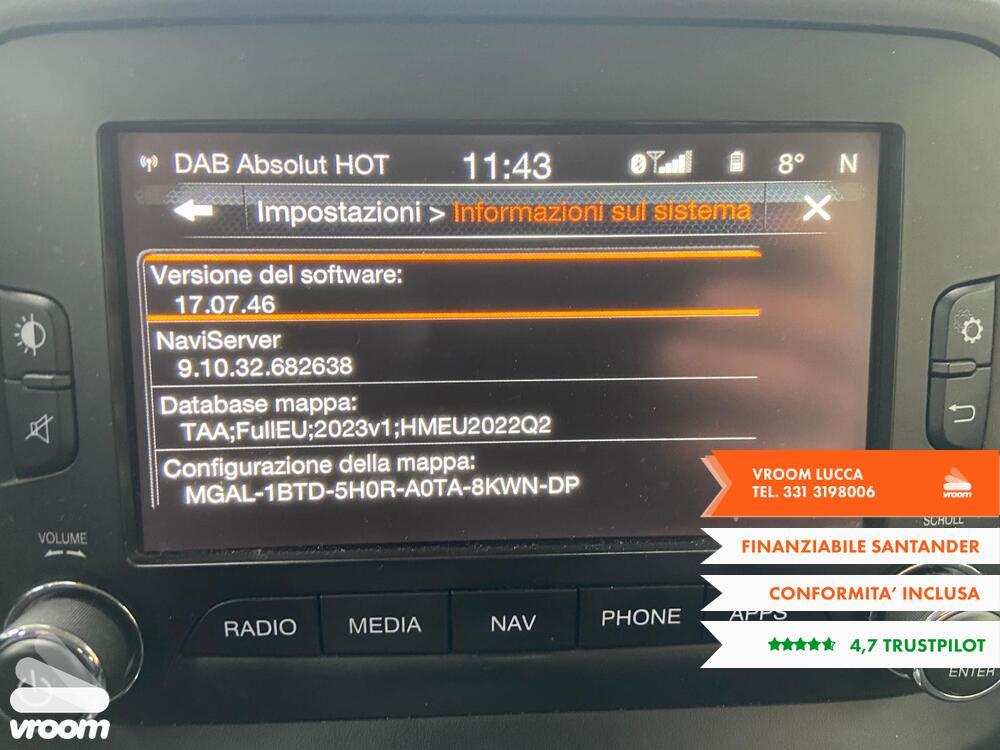 DAB Absolut HOT 11:43 8° N
Impostazioni > Informazioni sul sistema
Versione del software:
17.07.46
NaviServer
9.10.32.682638
Database mappa:
TAA;FullEU;2023v1;HMEU2022Q2
Configurazione della mappa:
MGAL-1BTD-5H0R-A0TA-8KWN-DP
VROOM LUCCA
TEL. 331 3198006
vroom
SCROLL
VOLUME
FINANZIABILE SANTANDER
CONFORMITA' INCLUSA
RADIO MEDIA NAV PHONE APPS
4,7 TRUSTPILOT
ENTER
vroom